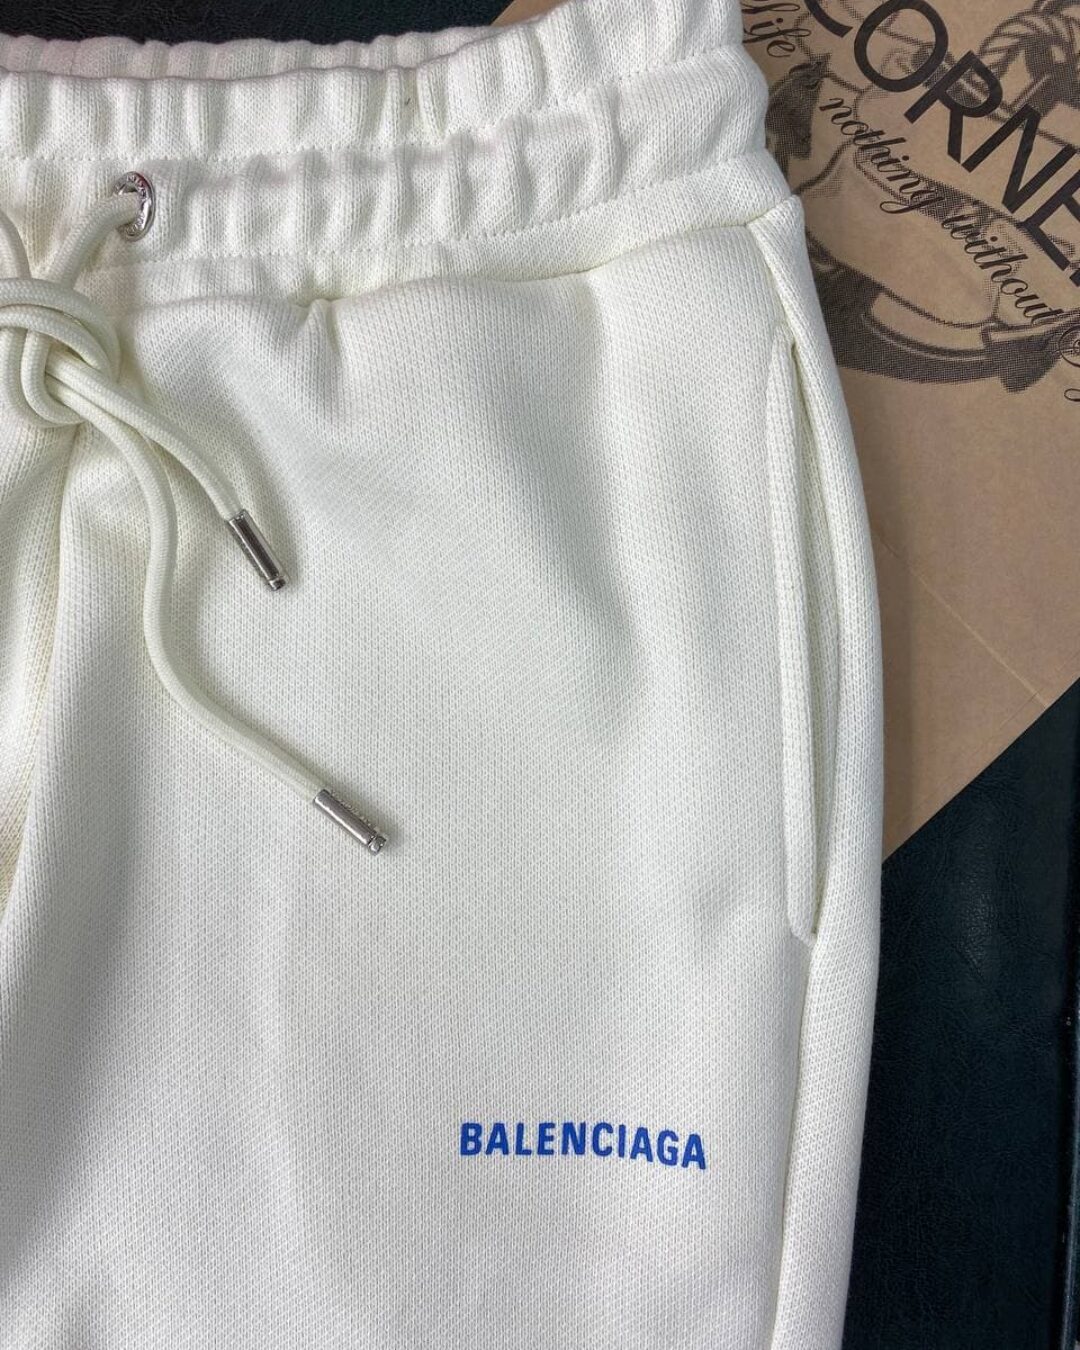 CORNE
Life is nothing without
BALENCIAGA